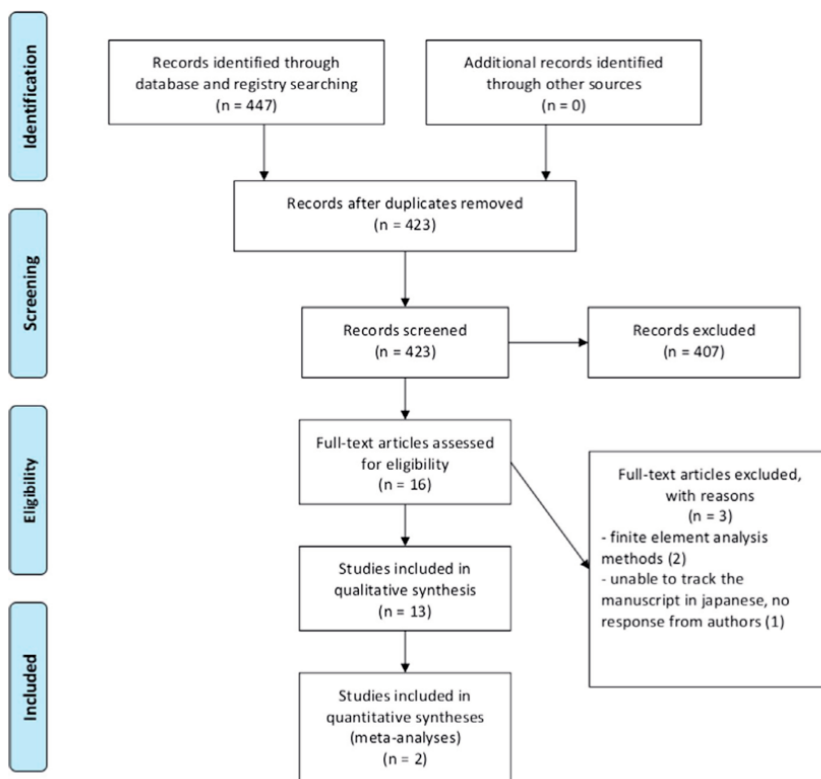 Identification
Records identified through
database and registry searching
(n = 447)
Additional records identified
through other sources
(n = 0)
Records after duplicates removed
(n = 423)
Screening
Records screened
(n = 423)
Records excluded
(n = 407)
Eligibility
Full-text articles assessed
for eligibility
(n = 16)
Full-text articles excluded,
with reasons
(n = 3)
- finite element analysis
methods (2)
- unable to track the
manuscript in japanese, no
response from authors (1)
Studies included in
qualitative synthesis
(n = 13)
Included
Studies included in
quantitative syntheses
(meta-analyses)
(n = 2)